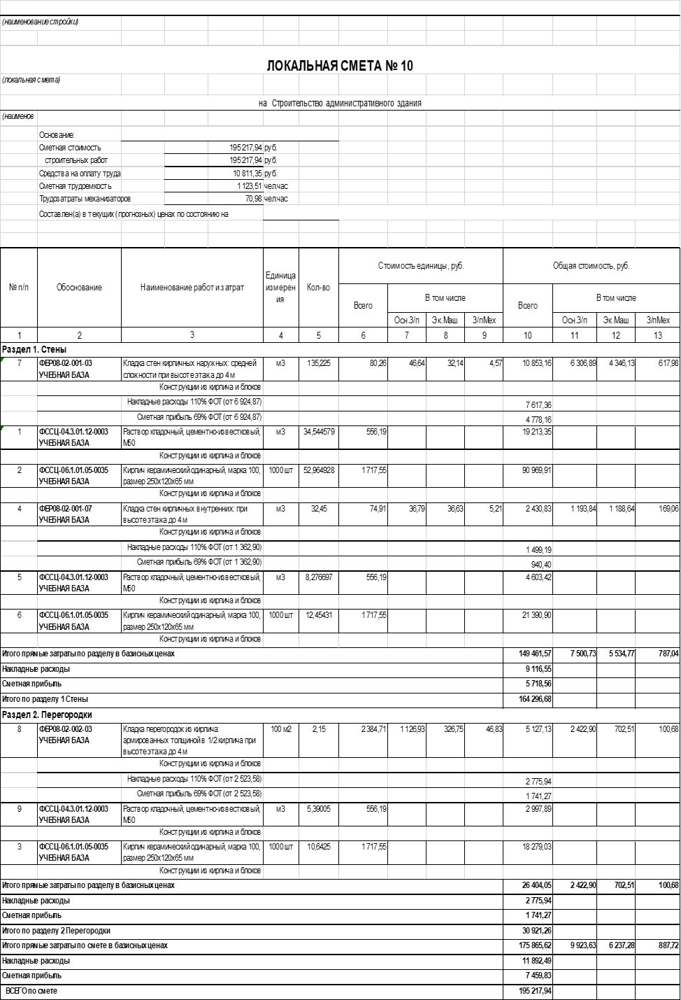 (наименование стройки)
ЛОКАЛЬНАЯ СМЕТА № 10
(локальная смета)
на Строительство административного здания
(наименов
Основание:
Сметная стоимость 195 217,94 руб.
строительных работ 195 217,94 руб.
Средства на оплату труда 10 811,35 руб.
Сметная трудоемкость 1 123,51 чел.час
Трудозатраты механизаторов 70,98 чел.час
Составлен(а) в текущих (прогнозных) ценах по состоянию на
№ п/п Обоснование Наименование работ и затрат Единица измерен ия Кол-во Стоимость единицы, руб. Общая стоимость, руб.
Всего В том числе Всего В том числе
Осн.З/п Эк.Маш З/пМех Осн.З/п Эк.Маш З/пМех
1 2 3 4 5 6 7 8 9 10 11 12 13
Раздел 1. Стены
7 ФЕР08-02-001-03 Кладка стен кирпичных наружных: средней м3 135,225 80,26 46,64 32,14 4,57 10 853,16 6 306,89 4 346,13 617,98
УЧЕБНАЯ БАЗА сложности при высоте этажа до 4 м
Конструкции из кирпича и блоков
Накладные расходы 110% ФОТ (от 6 924,87) 7 617,36
Сметная прибыль 69% ФОТ (от 6 924,87) 4 778,16
1 ФССЦ-04.3.01.12-0003 Раствор кладочный, цементно-известковый, м3 34,544579 556,19 19 213,35
УЧЕБНАЯ БАЗА М50
Конструкции из кирпича и блоков
2 ФССЦ-06.1.01.05-0035 Кирпич керамический одинарный, марка 100, 1000 шт 52,964928 1 717,55 90 969,91
УЧЕБНАЯ БАЗА размер 250х120х65 мм
Конструкции из кирпича и блоков
4 ФЕР08-02-001-07 Кладка стен кирпичных внутренних: при м3 32,45 74,91 36,79 36,63 5,21 2 430,83 1 193,84 1 188,64 169,06
УЧЕБНАЯ БАЗА высоте этажа до 4 м
Конструкции из кирпича и блоков
Накладные расходы 110% ФОТ (от 1 362,90) 1 499,19
Сметная прибыль 69% ФОТ (от 1 362,90) 940,40
5 ФССЦ-04.3.01.12-0003 Раствор кладочный, цементно-известковый, м3 8,276697 556,19 4 603,42
УЧЕБНАЯ БАЗА М50
Конструкции из кирпича и блоков
6 ФССЦ-06.1.01.05-0035 Кирпич керамический одинарный, марка 100, 1000 шт 12,45431 1 717,55 21 390,90
УЧЕБНАЯ БАЗА размер 250х120х65 мм
Конструкции из кирпича и блоков
Итого прямые затраты по разделу в базисных ценах 149 461,57 7 500,73 5 534,77 787,04
Накладные расходы 9 116,55
Сметная прибыль 5 718,56
Итого по разделу 1 Стены 164 296,68
Раздел 2. Перегородки
8 ФЕР08-02-002-03 Кладка перегородок из кирпича: 100 м2 2,15 2 384,71 1 126,93 326,75 46,83 5 127,13 2 422,90 702,51 100,68
УЧЕБНАЯ БАЗА армированных толщиной в 1/2 кирпича при
высоте этажа до 4 м
Конструкции из кирпича и блоков
Накладные расходы 110% ФОТ (от 2 523,58) 2 775,94
Сметная прибыль 69% ФОТ (от 2 523,58) 1 741,27
9 ФССЦ-04.3.01.12-0003 Раствор кладочный, цементно-известковый, м3 5,39005 556,19 2 997,89
УЧЕБНАЯ БАЗА М50
Конструкции из кирпича и блоков
3 ФССЦ-06.1.01.05-0035 Кирпич керамический одинарный, марка 100, 1000 шт 10,6425 1 717,55 18 279,03
УЧЕБНАЯ БАЗА размер 250х120х65 мм
Конструкции из кирпича и блоков
Итого прямые затраты по разделу в базисных ценах 26 404,05 2 422,90 702,51 100,68
Накладные расходы 2 775,94
Сметная прибыль 1 741,27
Итого по разделу 2 Перегородки 30 921,26
Итого прямые затраты по смете в базисных ценах 175 865,62 9 923,63 6 237,28 887,72
Накладные расходы 11 892,49
Сметная прибыль 7 459,83
ВСЕГО по смете 195 217,94